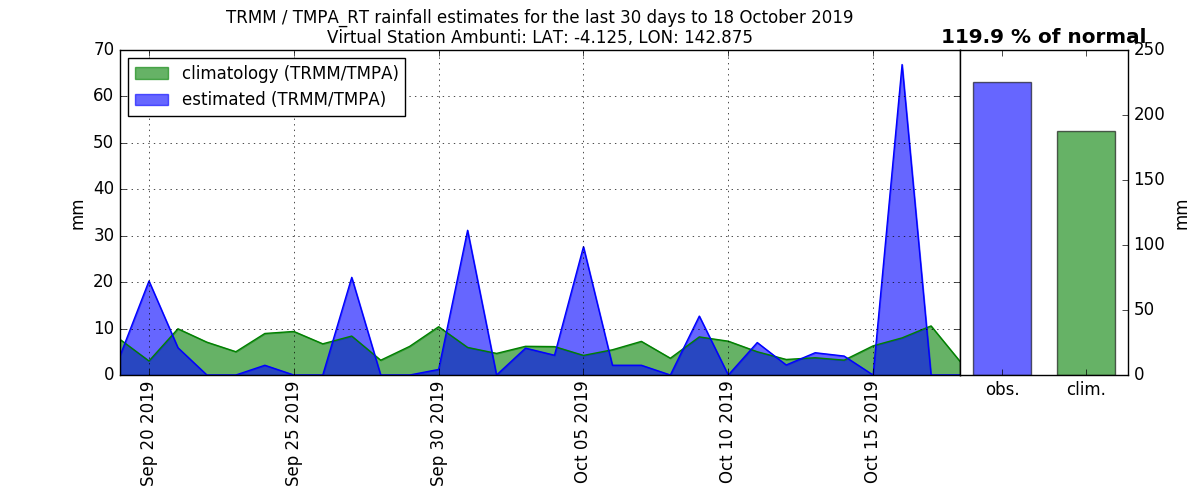 TRMM / TMPA_RT rainfall estimates for the last 30 days to 18 October 2019
Virtual Station Ambunti: LAT: -4.125, LON: 142.875
119.9 % of normal
climatology (TRMM/TMPA)
estimated (TRMM/TMPA)
mm
70
60
50
40
30
20
10
0
Sep 20 2019
Sep 25 2019
Sep 30 2019
Oct 05 2019
Oct 10 2019
Oct 15 2019
obs.
clim.
250
200
150
100
50
0
mm